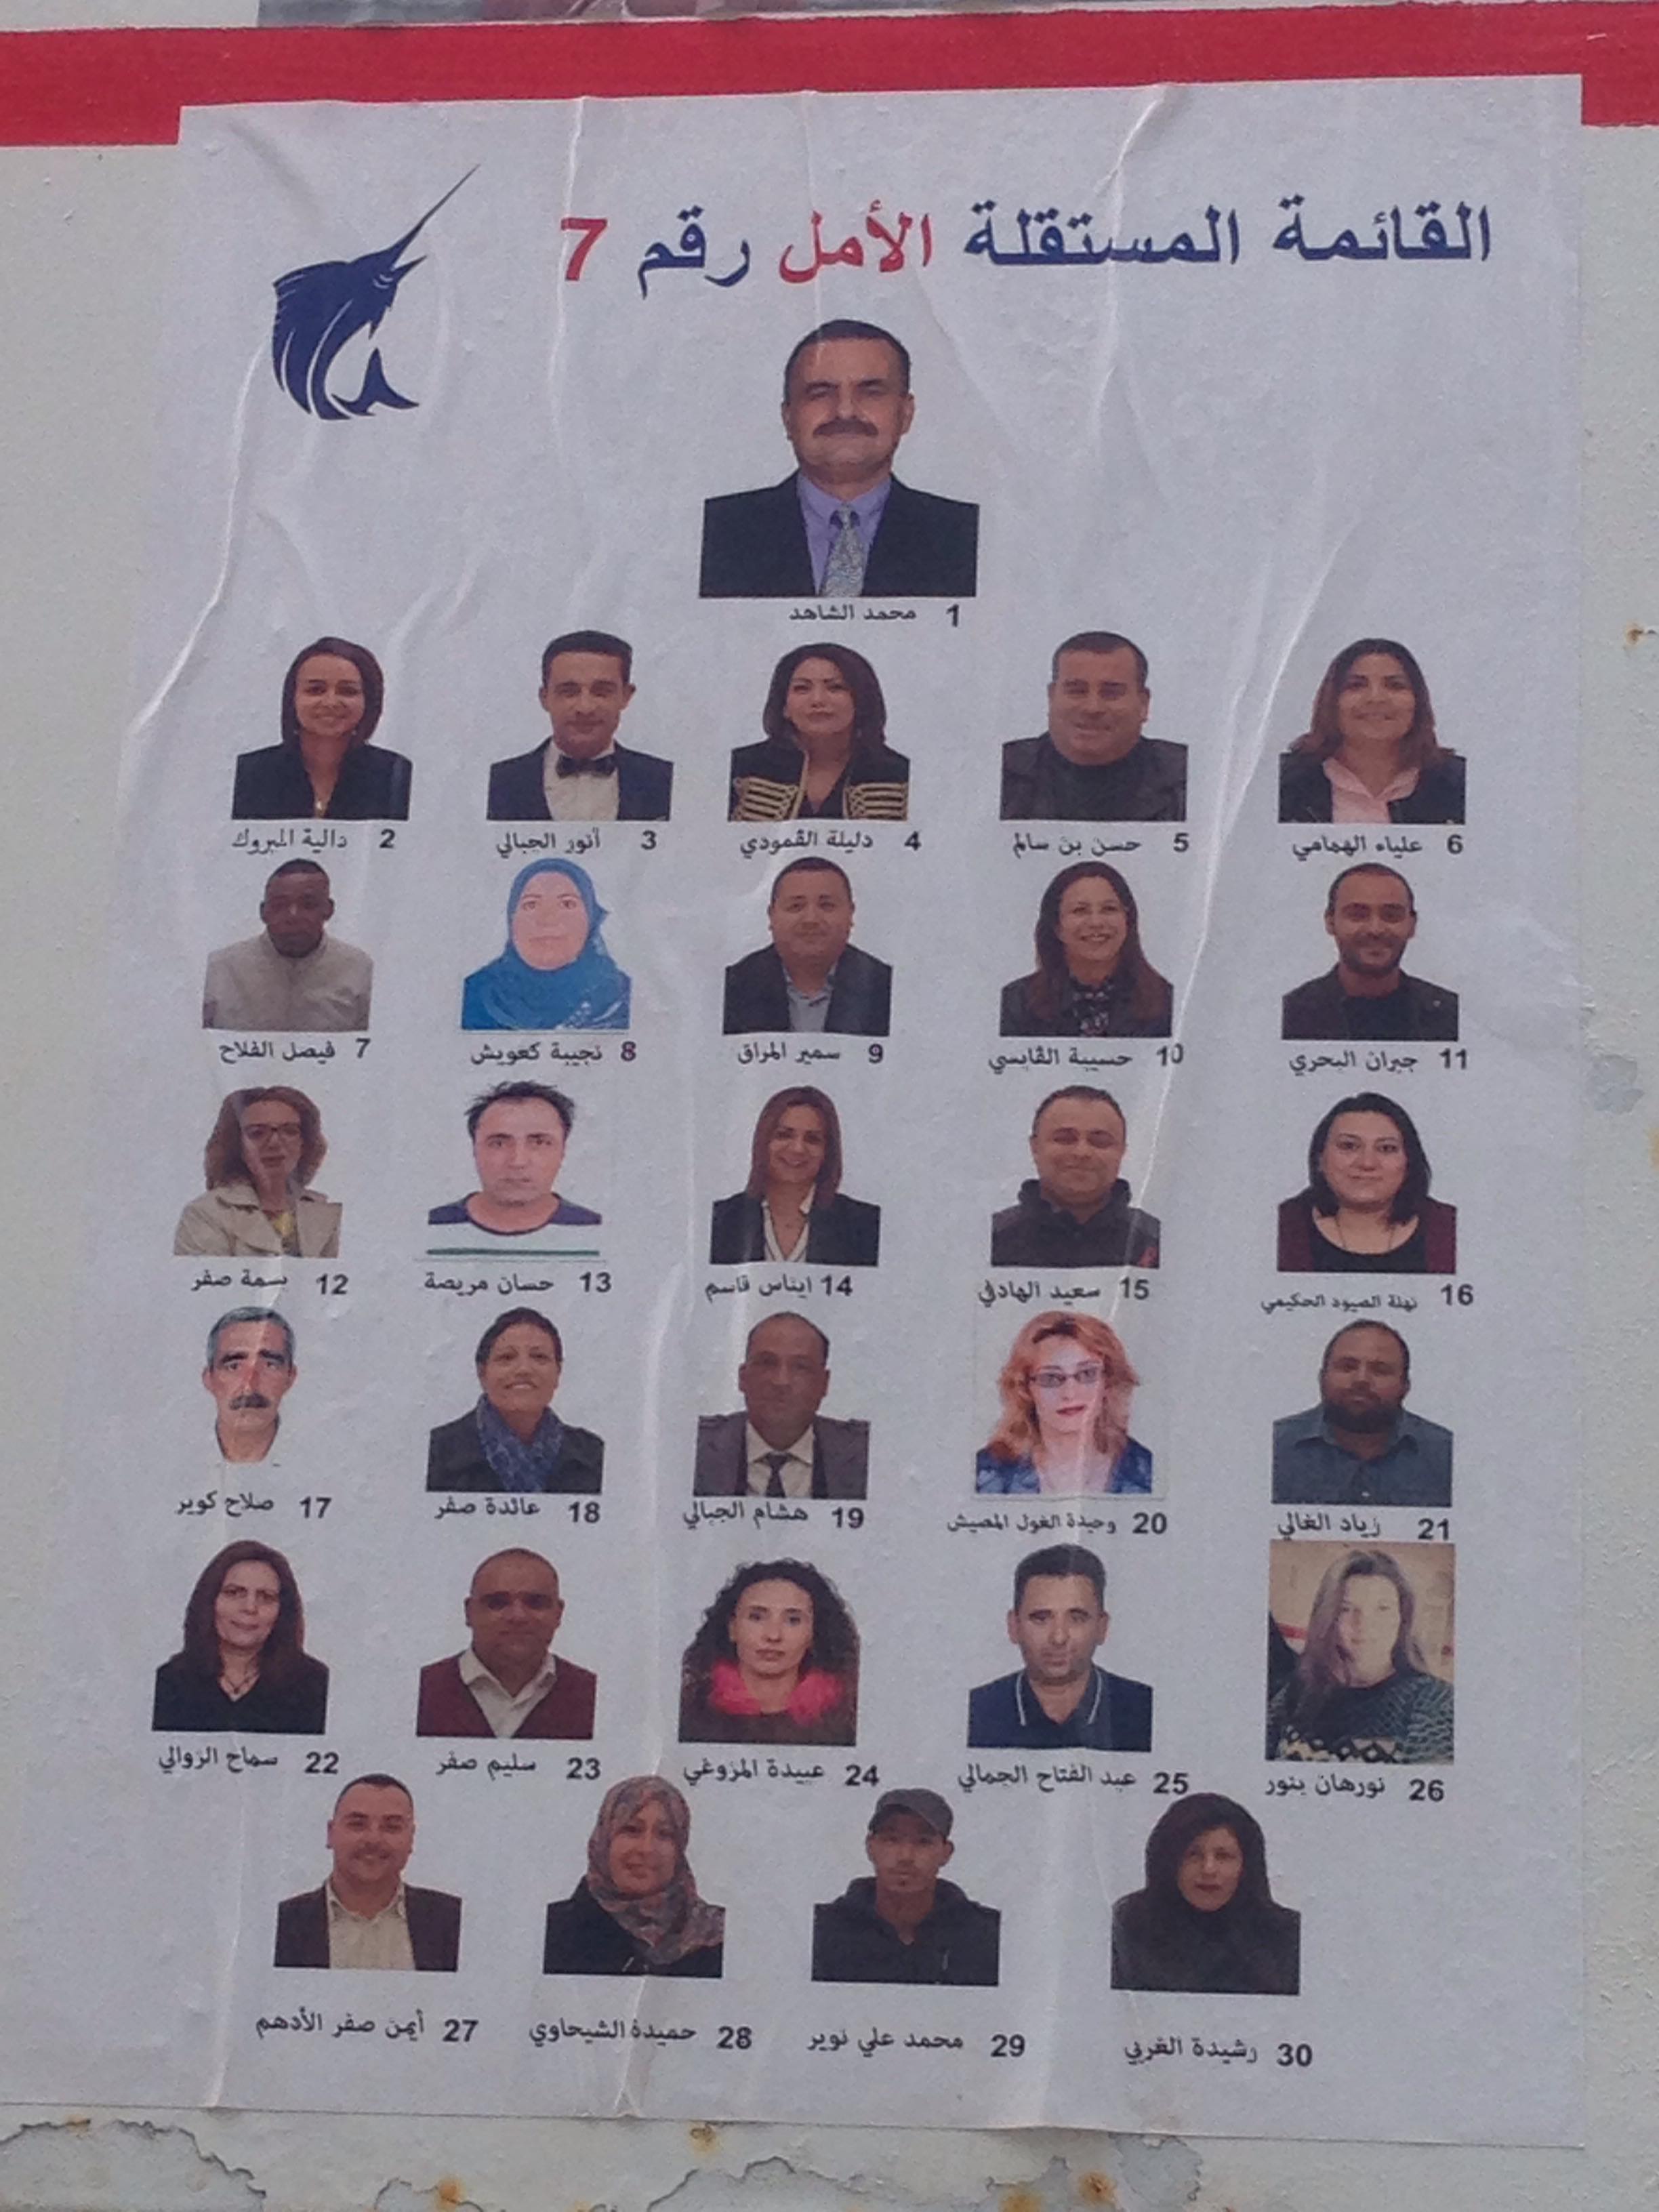 القائمة المستقلة الأمل رقم 7
1 محمد الشاهد
2 دالية المبروك
3 أنور الجبالي
4 دليلة الڨمودي
5 حسن بن سالم
6 علياء الهمامي
7 فيصل الفلاح
8 نجيبة كعويش
9 سمير المراق
10 حسيبة الڨابسي
11 جبران البحري
12 بسمة صفر
13 حسان مريصة
14 ايناس قاسم
15 سعيد الهادفي
16 نهلة الصيود الحكيمي
17 صلاح كوير
18 عائدة صفر
19 هشام الجبالي
20 وحيدة الغول المصيش
21 زياد الغالي
22 سماح الزوالي
23 سليم صفر
24 عبيدة المزوغي
25 عبد الفتاح الجمالي
26 نورهان بنور
27 أيمن صفر الأدهم
28 حميدة الشيحاوي
29 محمد علي نوير
30 رشيدة الغربي